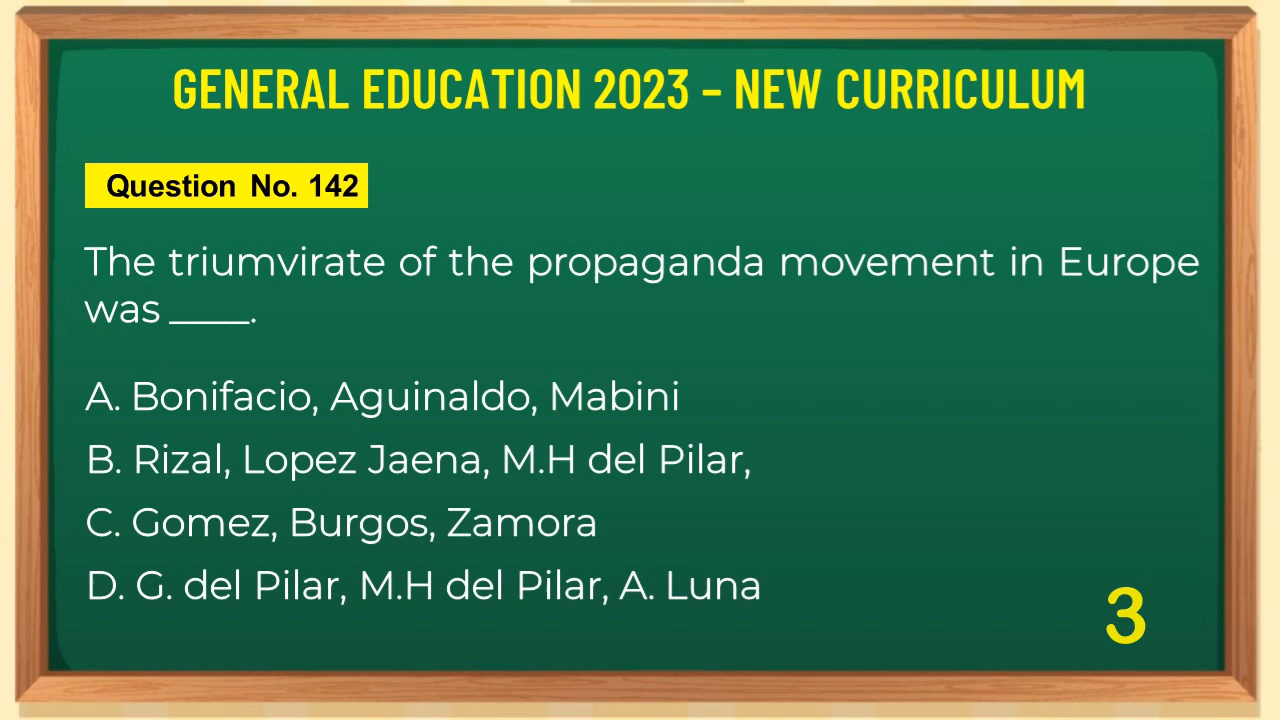 GENERAL EDUCATION 2023 – NEW CURRICULUM
Question No. 142
The triumvirate of the propaganda movement in Europe
was ____.
A. Bonifacio, Aguinaldo, Mabini
B. Rizal, Lopez Jaena, M.H del Pilar,
C. Gomez, Burgos, Zamora
D. G. del Pilar, M.H del Pilar, A. Luna
3